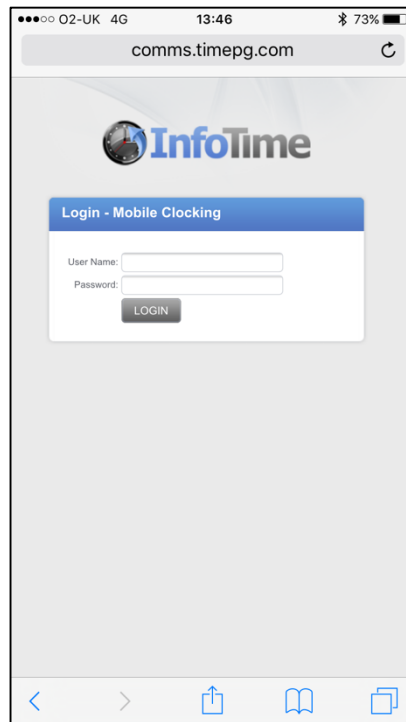 O2-UK 4G 13:46 73%
comms.timepg.com
InfoTime
Login - Mobile Clocking
User Name:
Password:
LOGIN